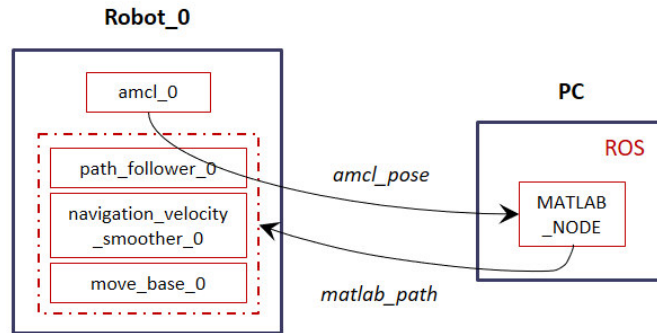 Robot_0
amcl_0
path_follower_0
navigation_velocity
_smoother_0
move_base_0
amcl_pose
matlab_path
PC
ROS
MATLAB
_NODE